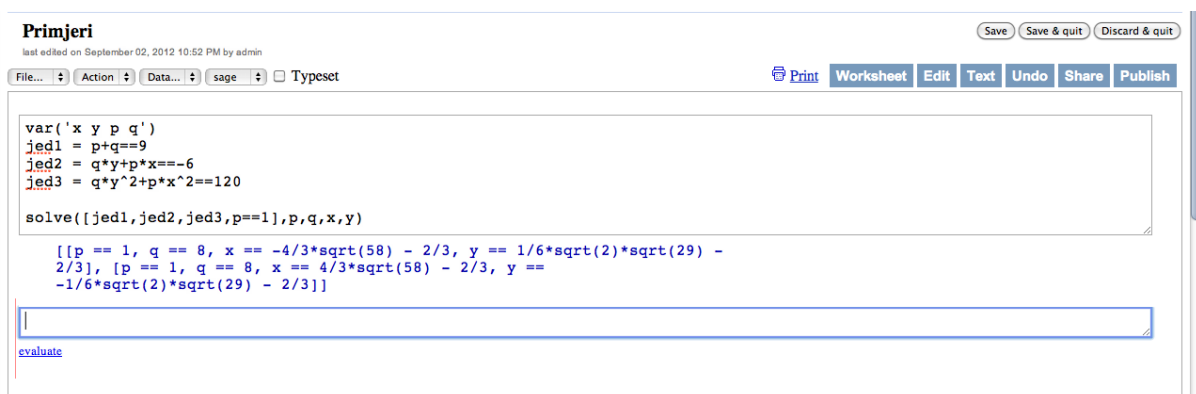 Primjeri
Save Save & quit Discard & quit
last edited on September 02, 2012 10:52 PM by admin
File... Action Data... sage Typeset Print Worksheet Edit Text Undo Share Publish
var('x y p q')
jed1 = p+q==9
jed2 = q*y+p*x==-6
jed3 = q*y^2+p*x^2==120
solve([jed1,jed2,jed3,p==1],p,q,x,y)
[[p == 1, q == 8, x == -4/3*sqrt(58) - 2/3, y == 1/6*sqrt(2)*sqrt(29) -
2/3], [p == 1, q == 8, x == 4/3*sqrt(58) - 2/3, y ==
-1/6*sqrt(2)*sqrt(29) - 2/3]]
evaluate